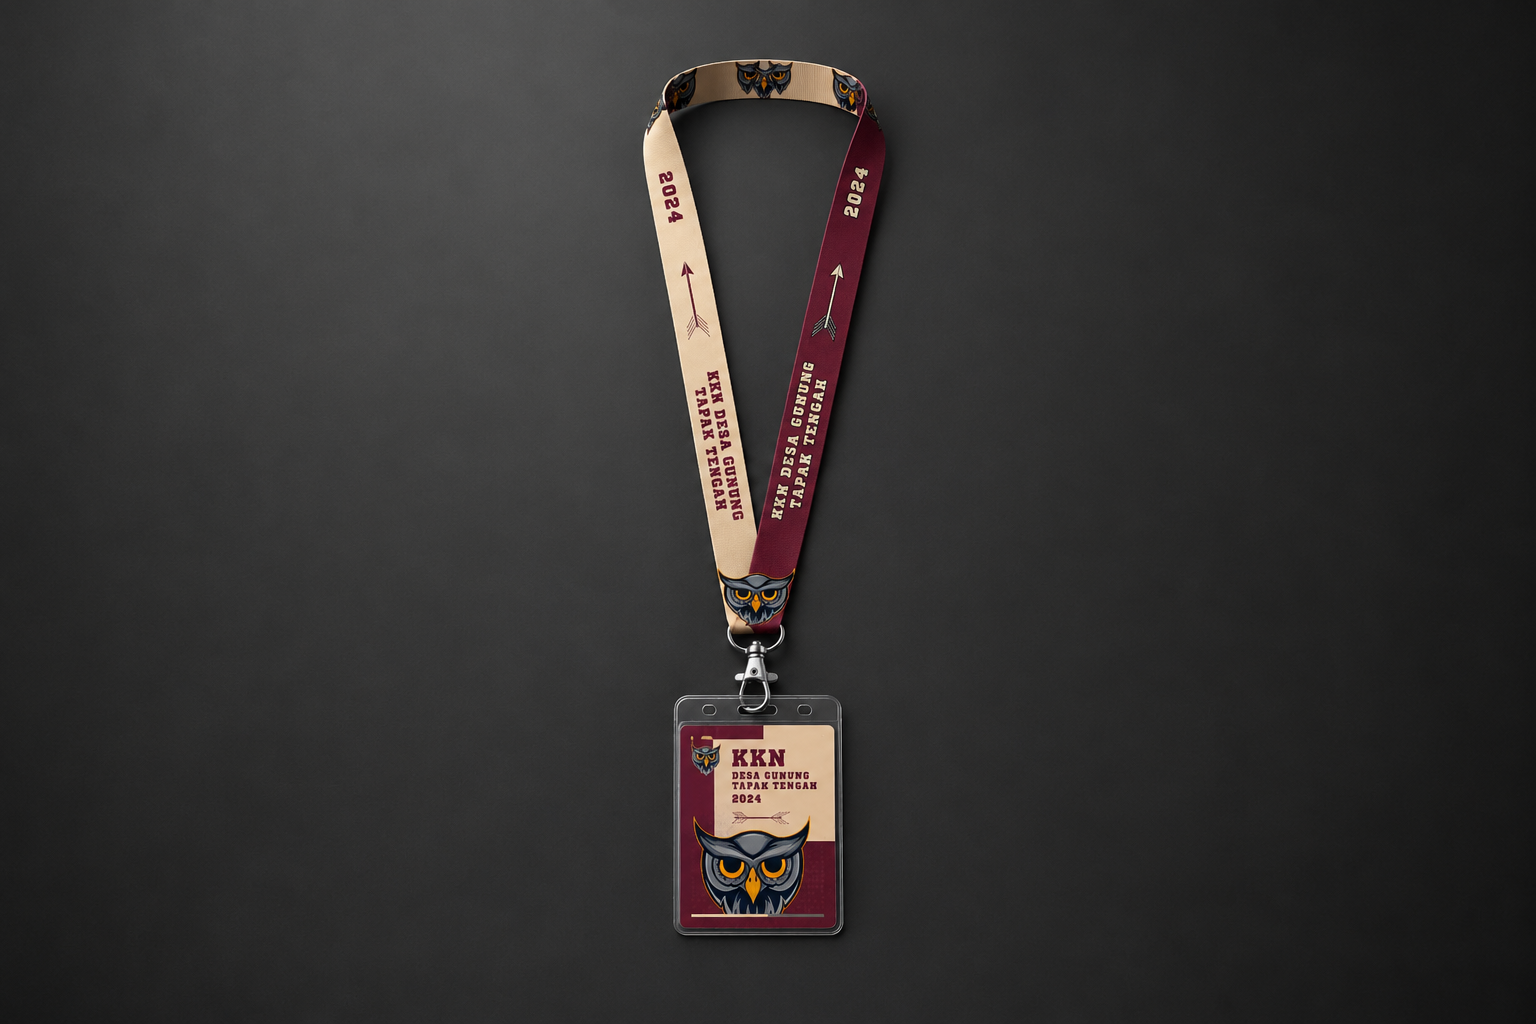 2024
KKN DESA GUNUNG
TAPAK TENGAH
2024
KKN DESA GUNUNG
TAPAK TENGAH
KKN
DESA GUNUNG
TAPAK TENGAH
2024